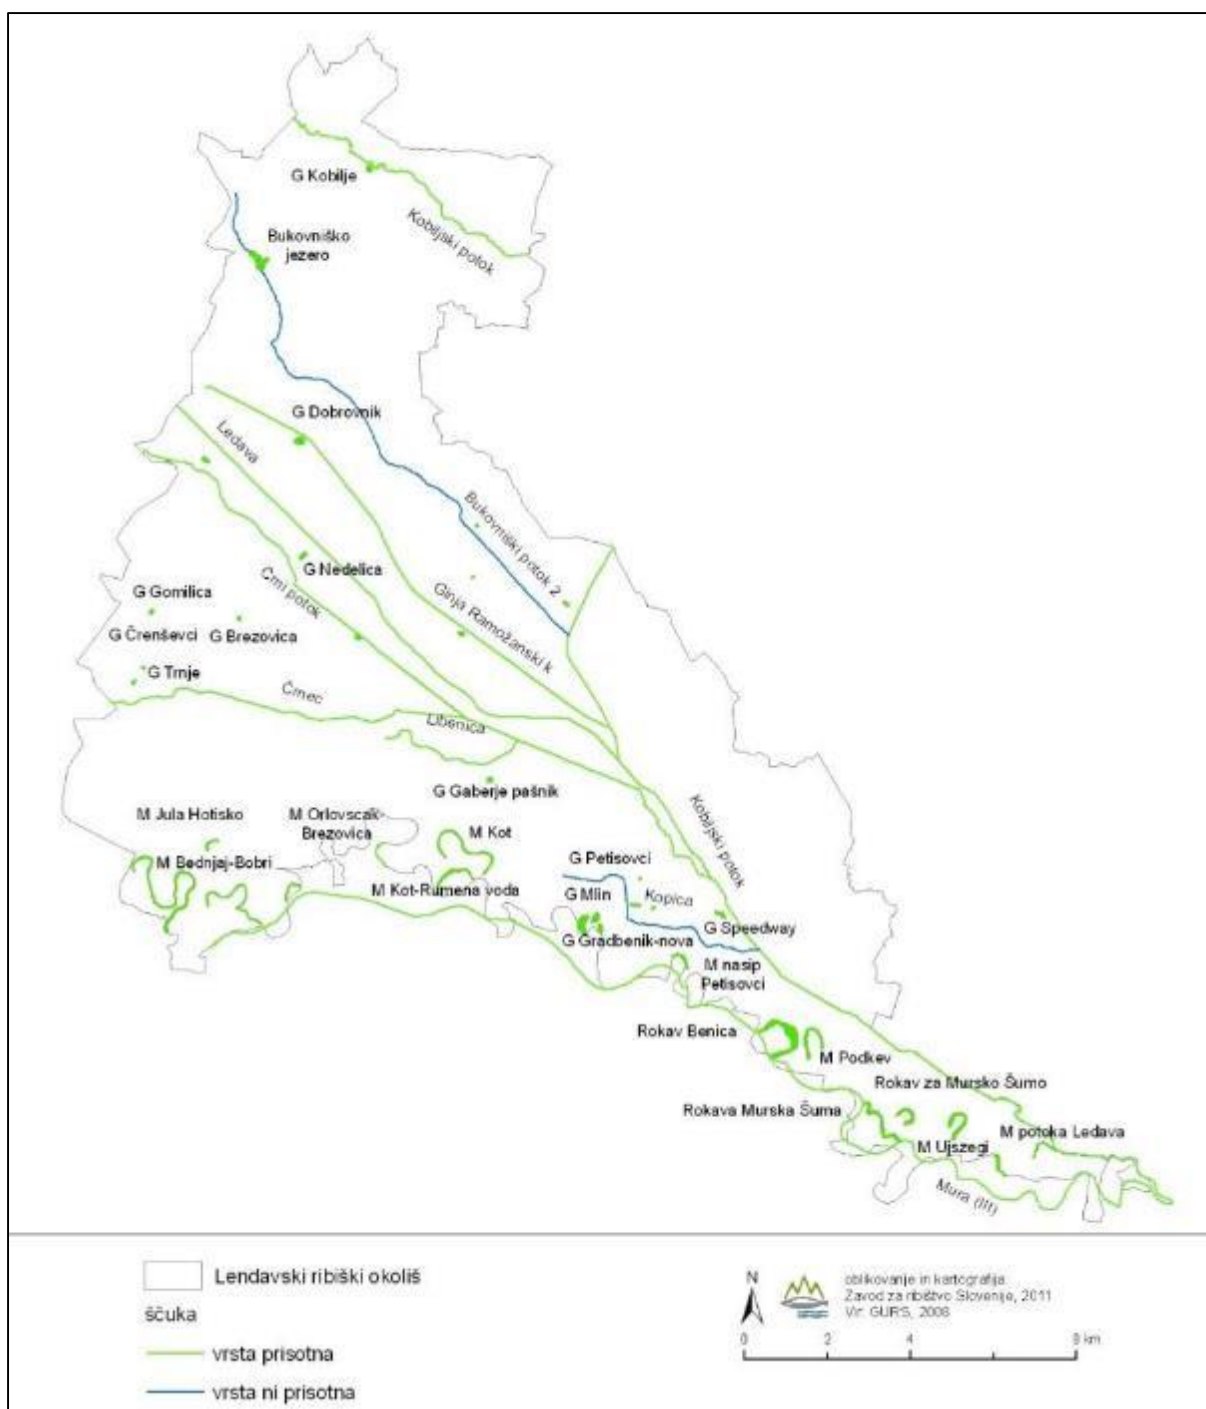 G Kobilje
Kobiljski potok
Bukovniško
jezero
G Dobrovnik
Ledava
Bukovniški potok 2
G Nedelica
Črni potok
Ginja Ramožanski k
G Gomilica
G Črenševci
G Brezovica
G Trnje
Črnec
Libenica
G Gaberje pašnik
Kobiljski potok
M Jula Hotisko
M Orlovscak-
Brezovica
M Kot
M Bednjaj-Bobri
M Kot-Rumena voda
G Petisovci
G Mlin
Kopica
G Speedway
G Gradbenik-nova
M nasip
Petisovci
Rokav Benica
M Podkev
Rokav za Mursko Šumo
Rokava Murska Šuma
M potoka Ledava
M Ujszegi
Mura (III)
Lendavski ribiški okoliš
ščuka
vrsta prisotna
vrsta ni prisotna
N
oblikovanje in kartografija:
Zavod za ribištvo Slovenije, 2011
Vir: GURS, 2008
0 2 4 8 km